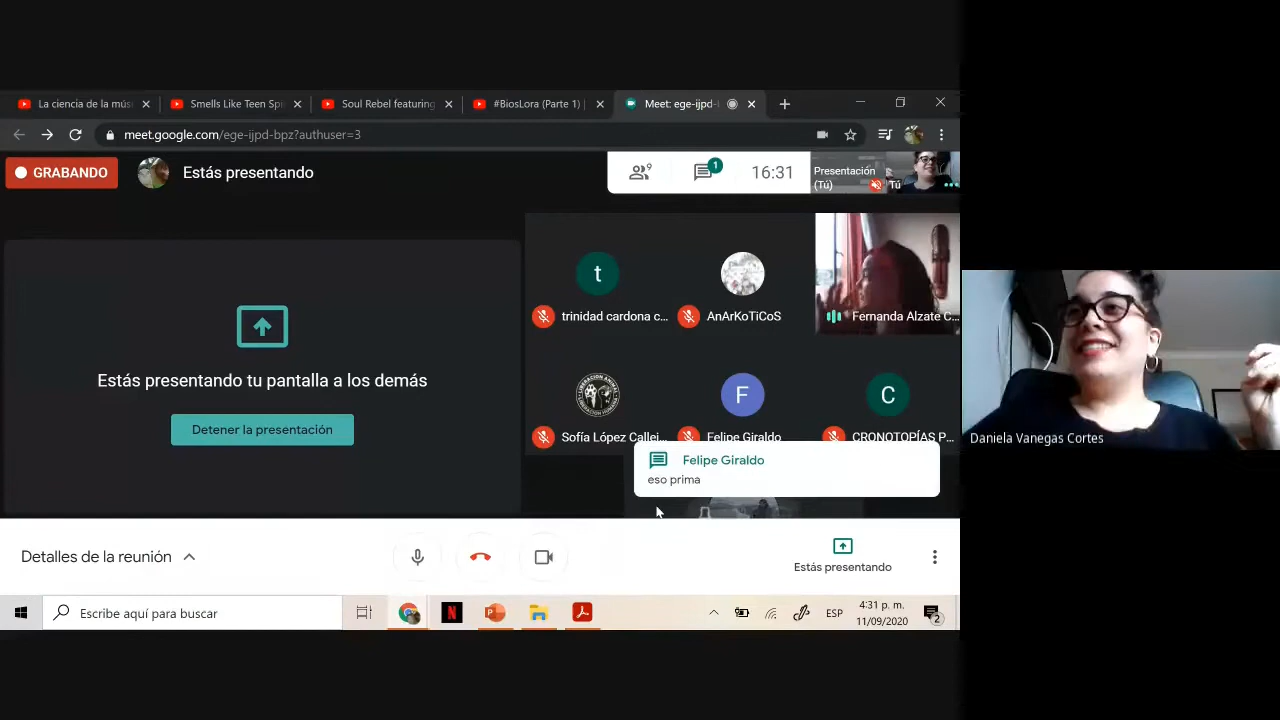 La ciencia de la mús
Smells Like Teen Spi
Soul Rebel featuring
#BiosLora (Parte 1) |
Meet: ege-ijpd-
meet.google.com/ege-ijpd-bpz?authuser=3
GRABANDO
Estás presentando
9
1
16:31
Presentación
(Tú)
Tú
Estás presentando tu pantalla a los demás
Detener la presentación
t
trinidad cardona c...
AnArKoTiCoS
Fernanda Alzate C...
LIBERACION ANIMAL
Sofía López Callej...
F
Felipe Giraldo
C
CRONOTOPÍAS P...
Felipe Giraldo
eso prima
Daniela Vanegas Cortes
Detalles de la reunión
Estás presentando
Escribe aquí para buscar
N
ESP
4:31 p. m.
11/09/2020
2